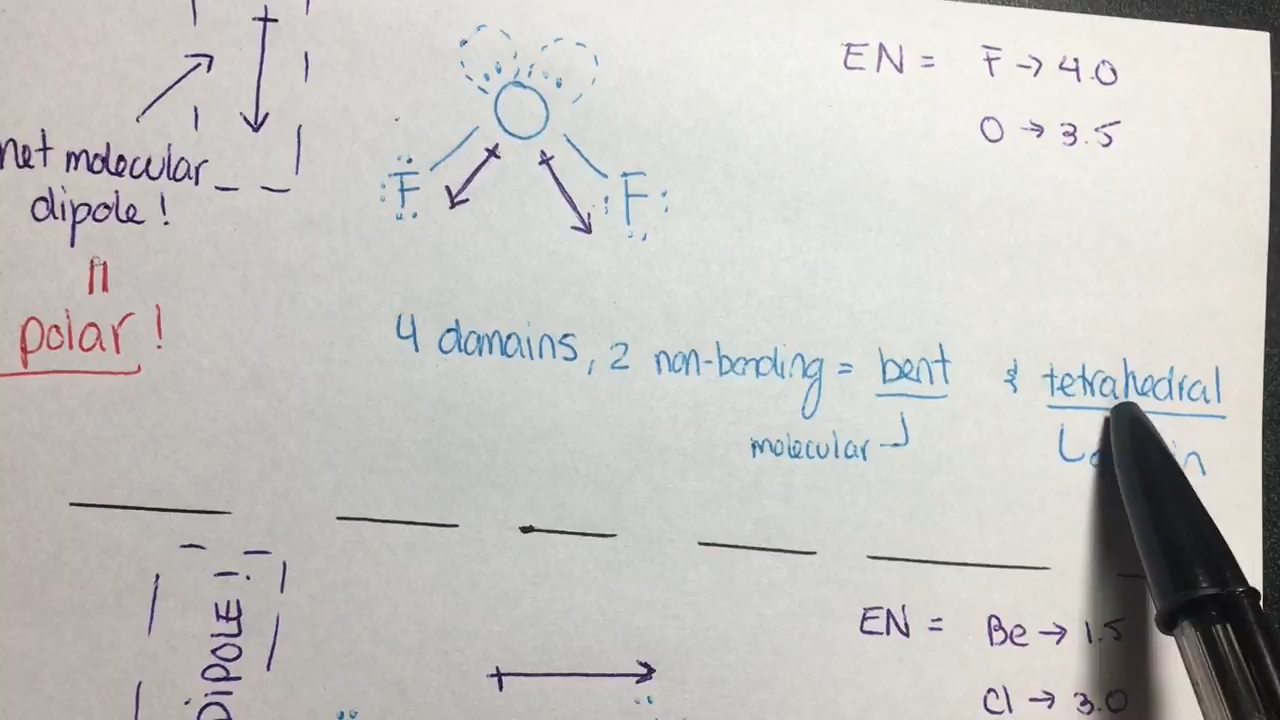 EN = F → 4.0
O → 3.5
net molecular
dipole !
=
polar !
:F
O
:F:
4 domains, 2 non-bonding = bent & tetrahedral
molecular
DIPOLE !
EN = Be → 1.5
Cl → 3.0